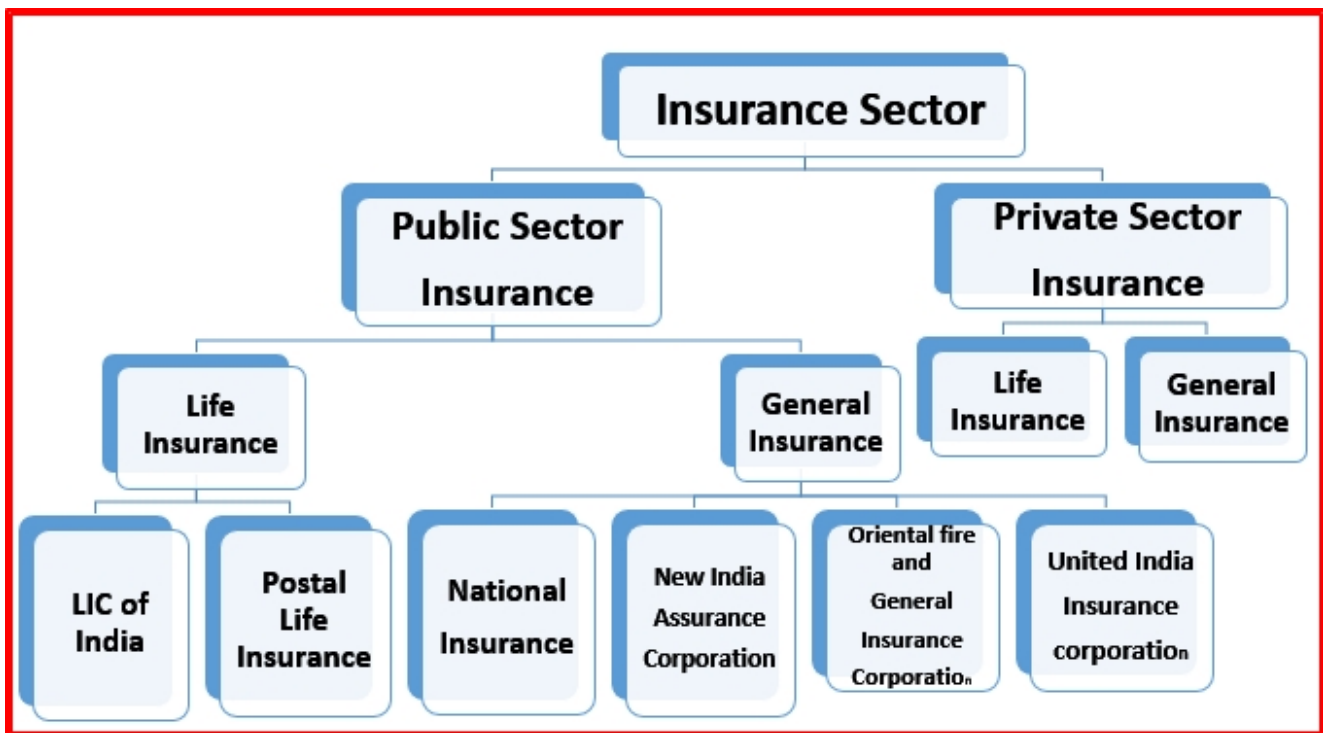 Insurance Sector
Public Sector
Insurance
Private Sector
Insurance
Life
Insurance
General
Insurance
Life
Insurance
General
Insurance
LIC of
India
Postal
Life
Insurance
National
Insurance
New India
Assurance
Corporation
Oriental fire
and
General
Insurance
Corporation
United India
Insurance
corporation